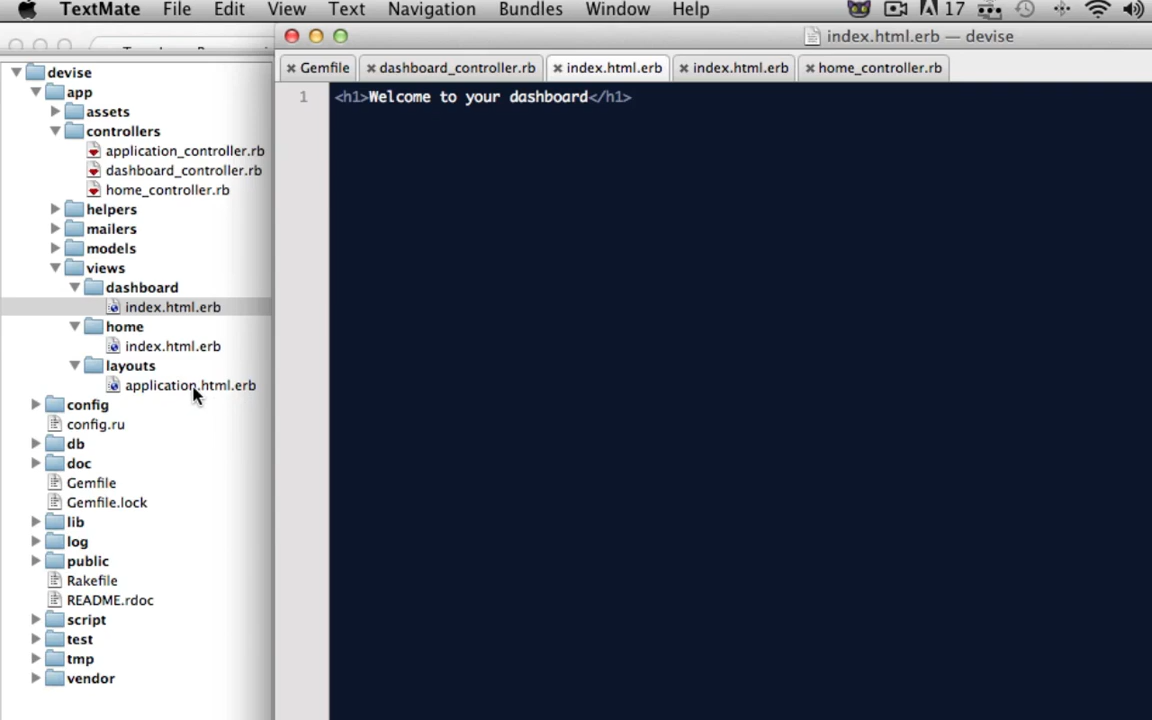 TextMate File Edit View Text Navigation Bundles Window Help 17
index.html.erb — devise
Gemfile dashboard_controller.rb index.html.erb index.html.erb home_controller.rb
1 <h1>Welcome to your dashboard</h1>
devise
app
assets
controllers
application_controller.rb
dashboard_controller.rb
home_controller.rb
helpers
mailers
models
views
dashboard
index.html.erb
home
index.html.erb
layouts
application.html.erb
config
config.ru
db
doc
Gemfile
Gemfile.lock
lib
log
public
Rakefile
README.rdoc
script
test
tmp
vendor